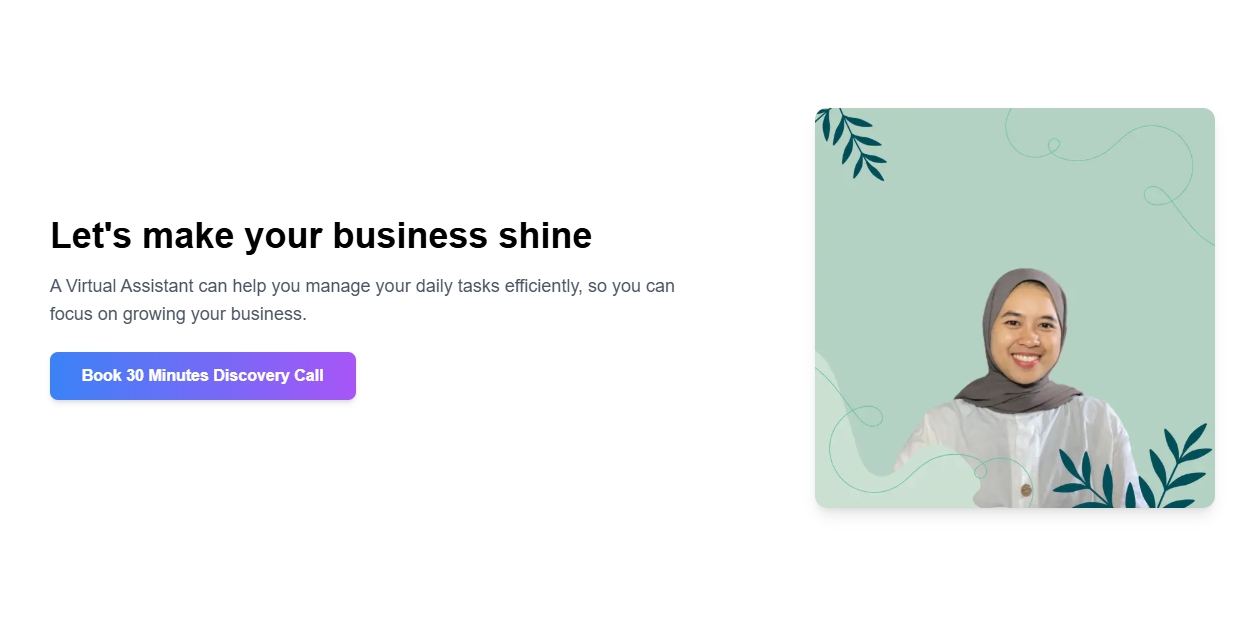 Let's make your business shine
A Virtual Assistant can help you manage your daily tasks efficiently, so you can
focus on growing your business.
Book 30 Minutes Discovery Call